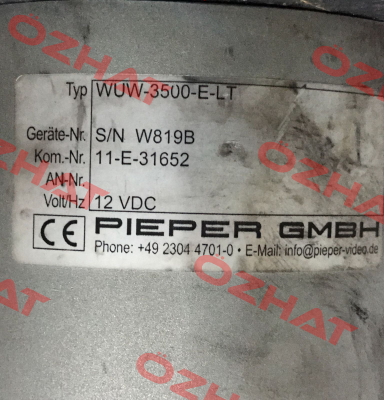 Typ WUW-3500-E-LT
Geräte-Nr. S/N W819B
Kom.-Nr. 11-E-31652
AN-Nr.
Volt/Hz 12 VDC
CE PIEPER GMBH
Phone: +49 2304 4701-0 • E-Mail: info@pieper-video.de
OZHAT
OZHAT
OZHAT
OZHAT
OZHAT
OZHAT